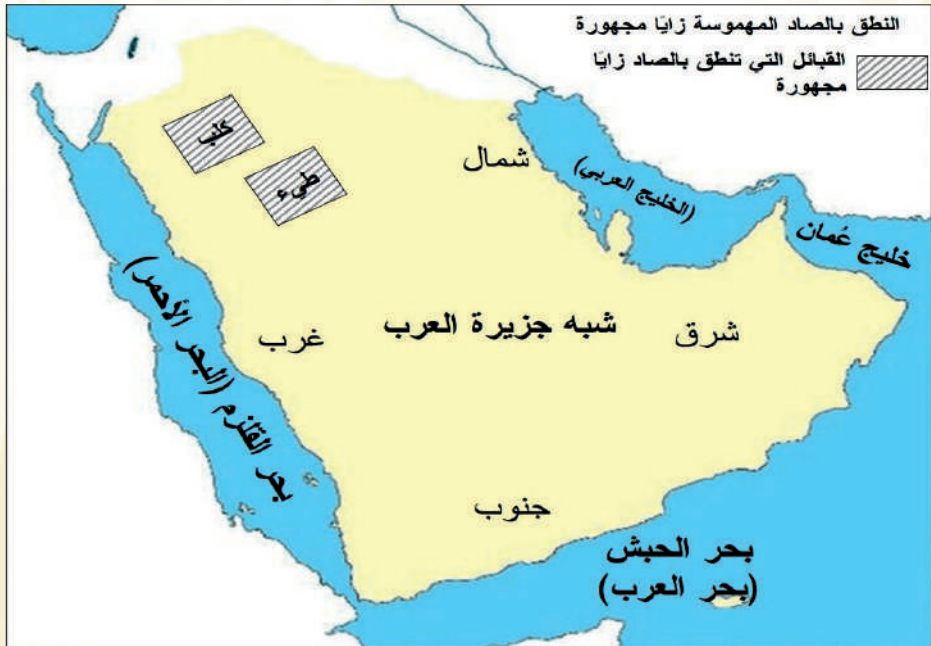 النطق بالصاد المهموسة زايًا مجهورة
القبائل التي تنطق بالصاد زايًا
مجهورة
كلب
طيء
شمال
(الخليج العربي)
خليج عُمان
شبه جزيرة العرب
شرق
غرب
بحر القلزم (البحر الأحمر)
جنوب
بحر الحبش
(بحر العرب)